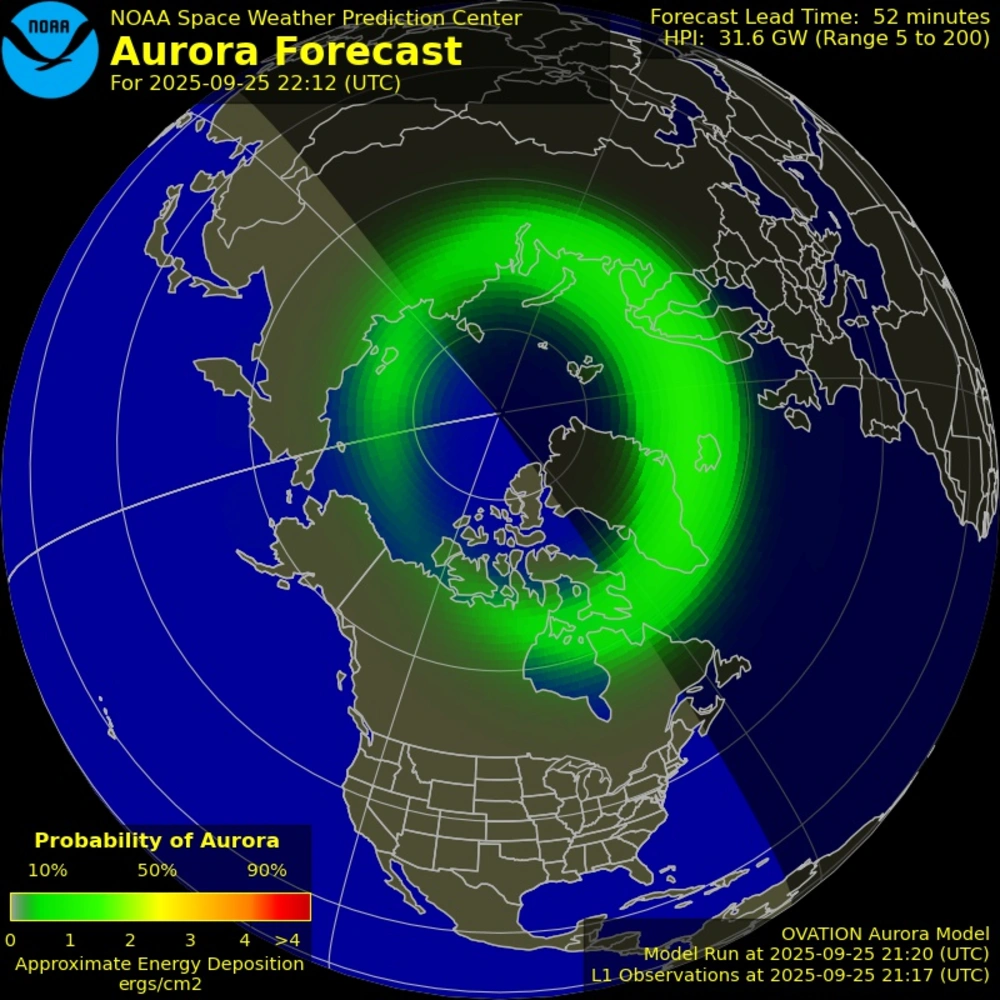 NOAA
NOAA Space Weather Prediction Center
Aurora Forecast
For 2025-09-25 22:12 (UTC)
Forecast Lead Time: 52 minutes
HPI: 31.6 GW (Range 5 to 200)
Probability of Aurora
10% 50% 90%
0 1 2 3 4 >4
Approximate Energy Deposition
ergs/cm2
OVATION Aurora Model
Model Run at 2025-09-25 21:20 (UTC)
L1 Observations at 2025-09-25 21:17 (UTC)